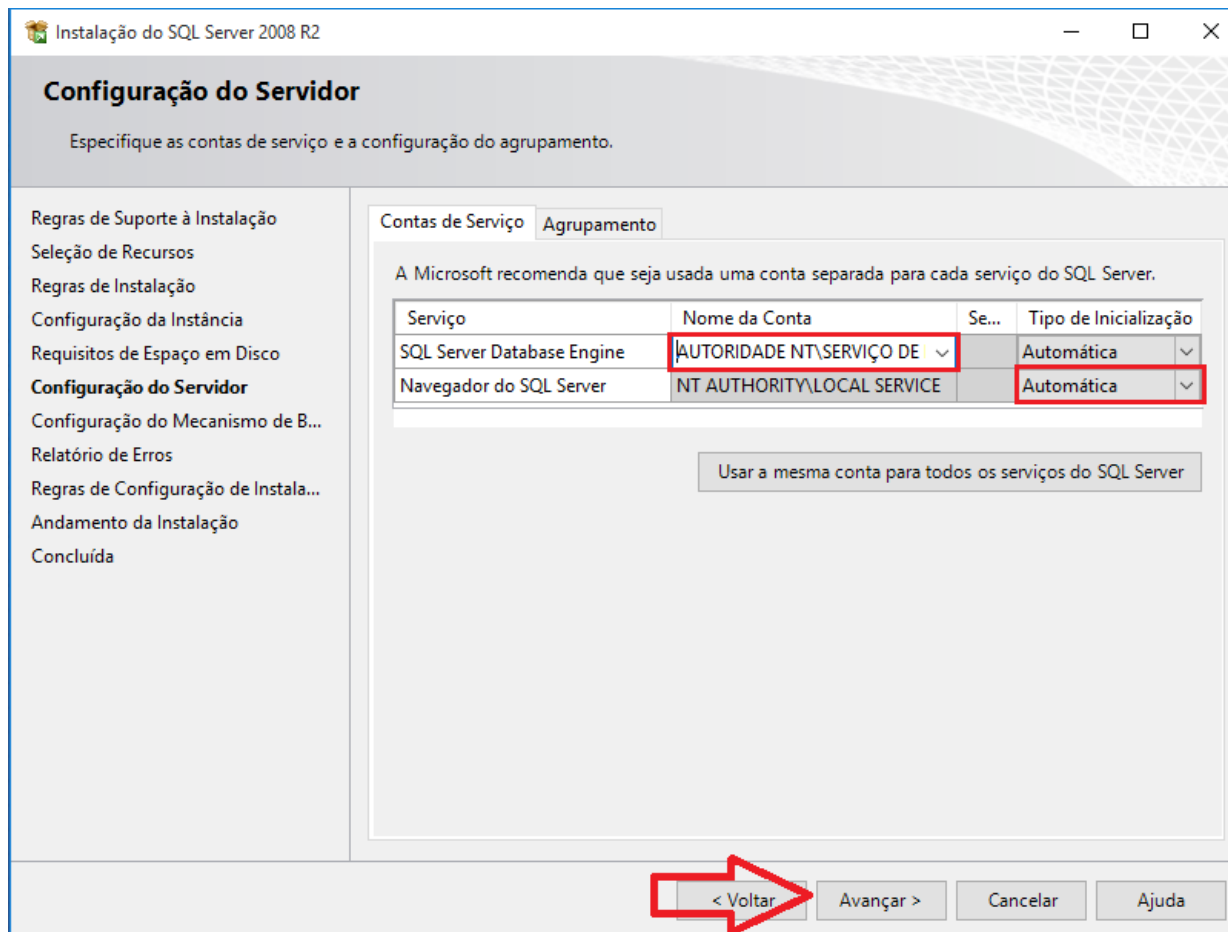 Instalação do SQL Server 2008 R2
Configuração do Servidor
Especifique as contas de serviço e a configuração do agrupamento.
Regras de Suporte à Instalação
Seleção de Recursos
Regras de Instalação
Configuração da Instância
Requisitos de Espaço em Disco
Configuração do Servidor
Configuração do Mecanismo de B...
Relatório de Erros
Regras de Configuração de Instala...
Andamento da Instalação
Concluída
Contas de Serviço Agrupamento
A Microsoft recomenda que seja usada uma conta separada para cada serviço do SQL Server.
Serviço Nome da Conta Se... Tipo de Inicialização
SQL Server Database Engine AUTORIDADE NT\SERVIÇO DE Automática
Navegador do SQL Server NT AUTHORITY\LOCAL SERVICE Automática
Usar a mesma conta para todos os serviços do SQL Server
< Voltar Avançar > Cancelar Ajuda